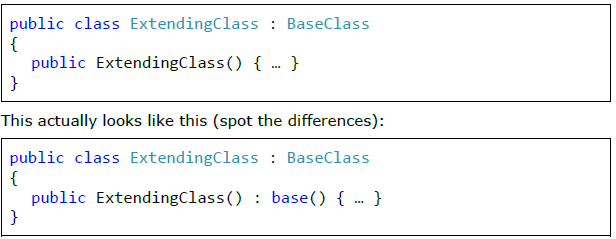 public class ExtendingClass : BaseClass
{
public ExtendingClass() { … }
}
This actually looks like this (spot the differences):
public class ExtendingClass : BaseClass
{
public ExtendingClass() : base() { … }
}